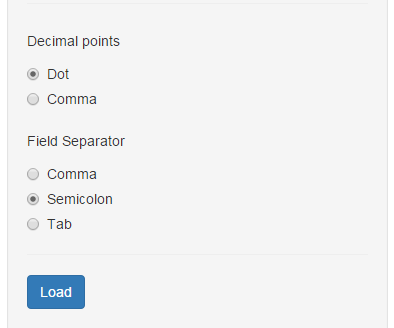 Decimal points
Dot
Comma
Field Separator
Comma
Semicolon
Tab
Load